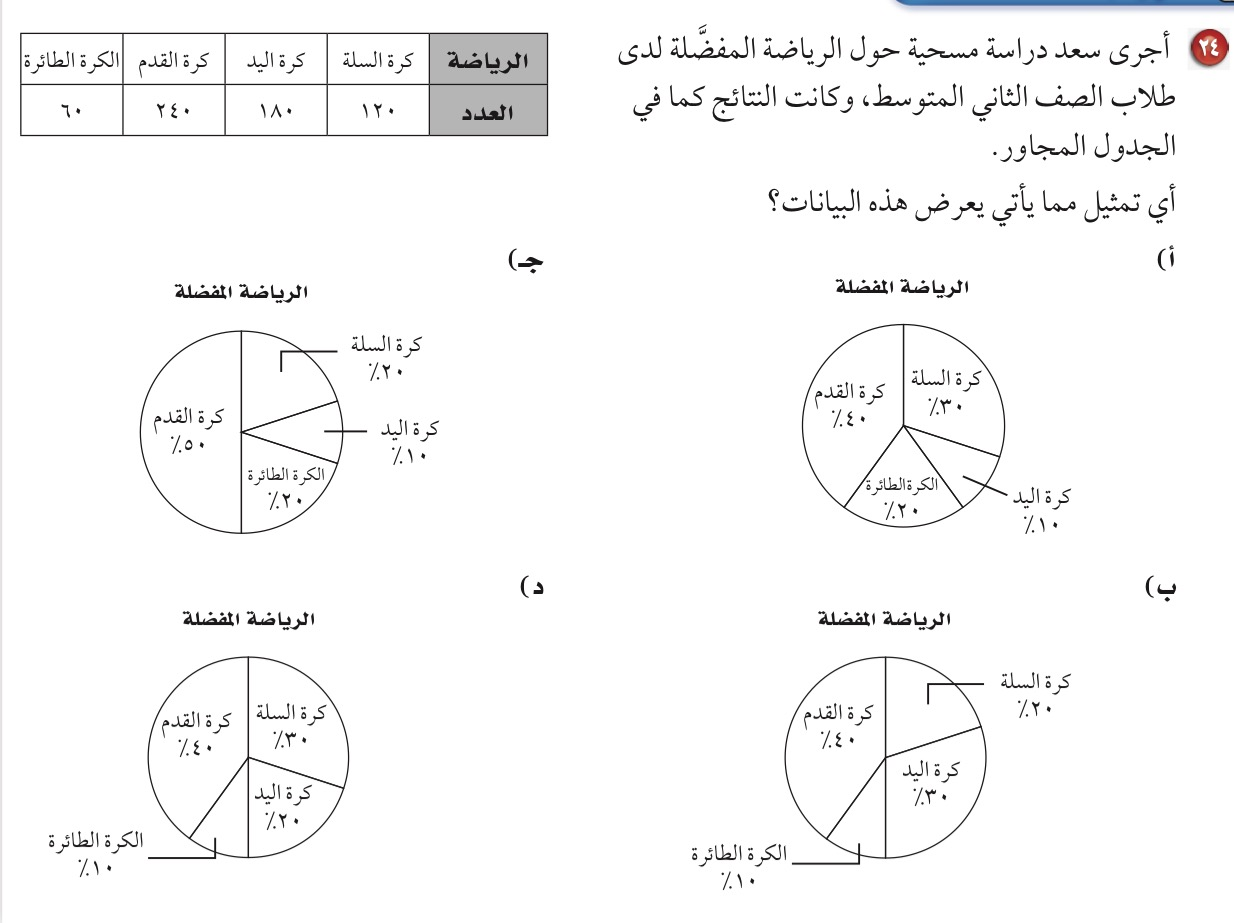 ٢٤ أجرى سعد دراسة مسحية حول الرياضة المفضَّلة لدى
طلاب الصف الثاني المتوسط، وكانت النتائج كما في
الجدول المجاور.
أي تمثيل مما يأتي يعرض هذه البيانات؟
الرياضة كرة السلة كرة اليد كرة القدم الكرة الطائرة
العدد ١٢٠ ١٨٠ ٢٤٠ ٦٠
أ)
الرياضة المفضلة
كرة السلة
٣٠٪
كرة القدم
٤٠٪
الكرة الطائرة
٢٠٪
كرة اليد
١٠٪
ب)
الرياضة المفضلة
كرة السلة
٢٠٪
كرة القدم
٤٠٪
كرة اليد
٣٠٪
الكرة الطائرة
١٠٪
جـ)
الرياضة المفضلة
كرة السلة
٢٠٪
كرة القدم
٥٠٪
كرة اليد
١٠٪
الكرة الطائرة
٢٠٪
د)
الرياضة المفضلة
كرة السلة
٣٠٪
كرة القدم
٤٠٪
كرة اليد
٢٠٪
الكرة الطائرة
١٠٪